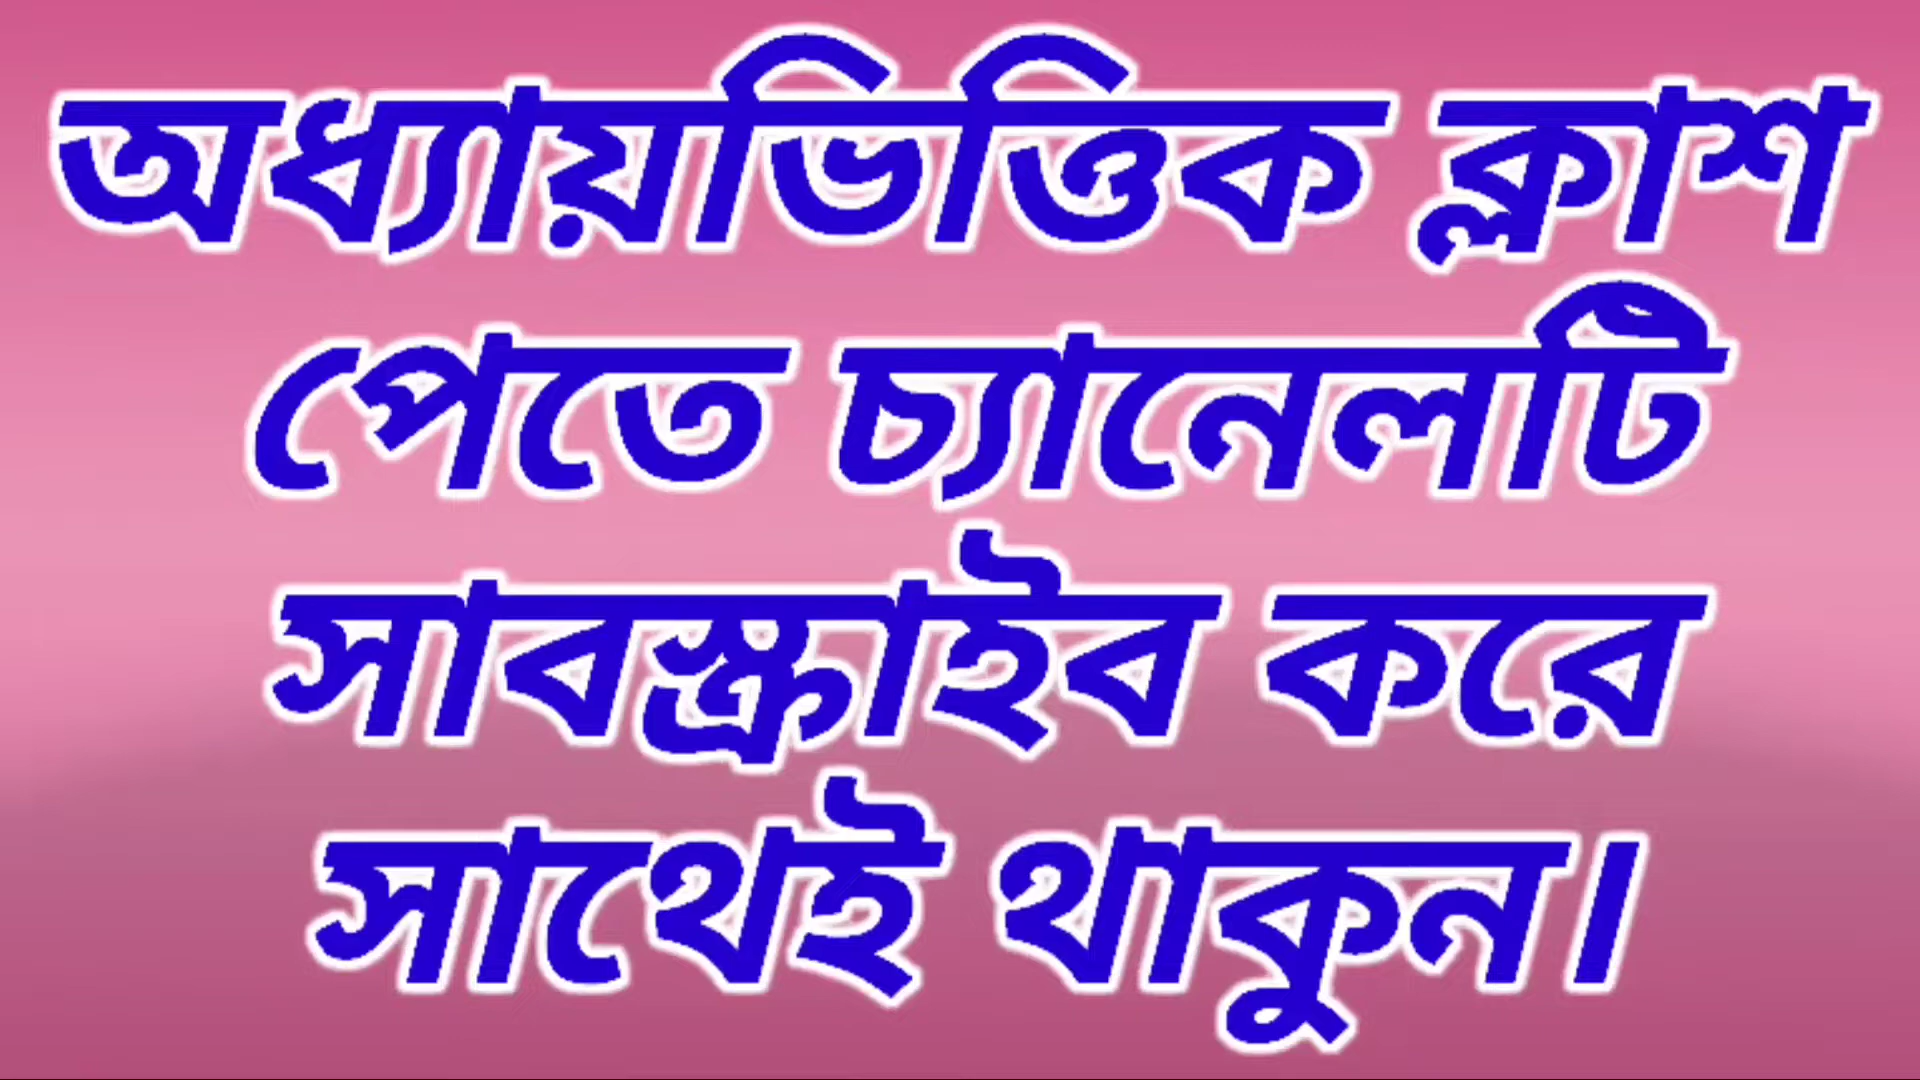 অধ্যায়ভিত্তিক ক্লাশ
পেতে চ্যানেলটি
সাবস্ক্রাইব করে
সাথেই থাকুন।